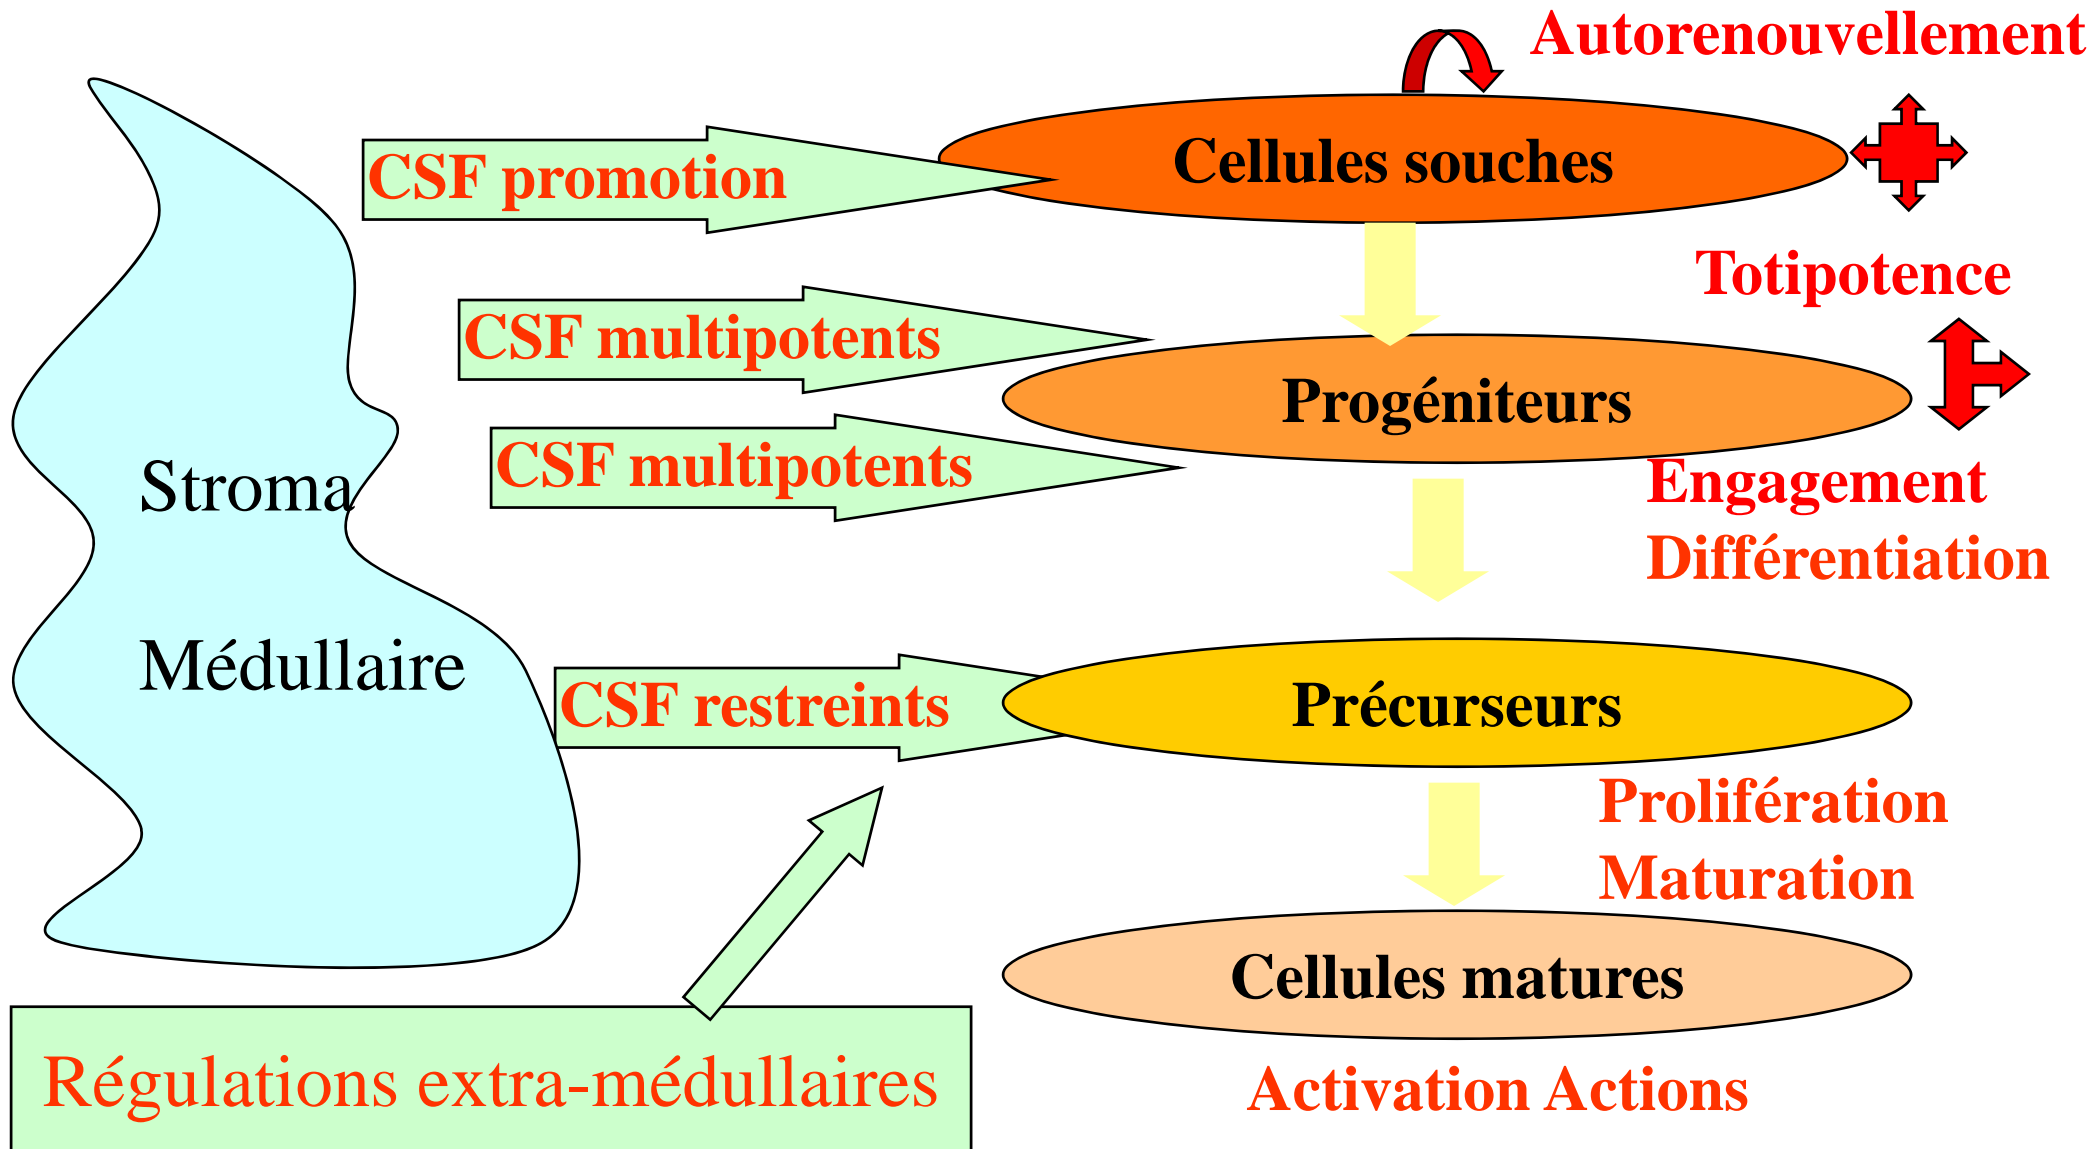 Autorenouvellement
CSF promotion
Cellules souches
Totipotence
CSF multipotents
Progéniteurs
CSF multipotents
Engagement
Différentiation
Stroma
Médullaire
CSF restreints
Précurseurs
Prolifération
Maturation
Cellules matures
Régulations extra-médullaires
Activation Actions